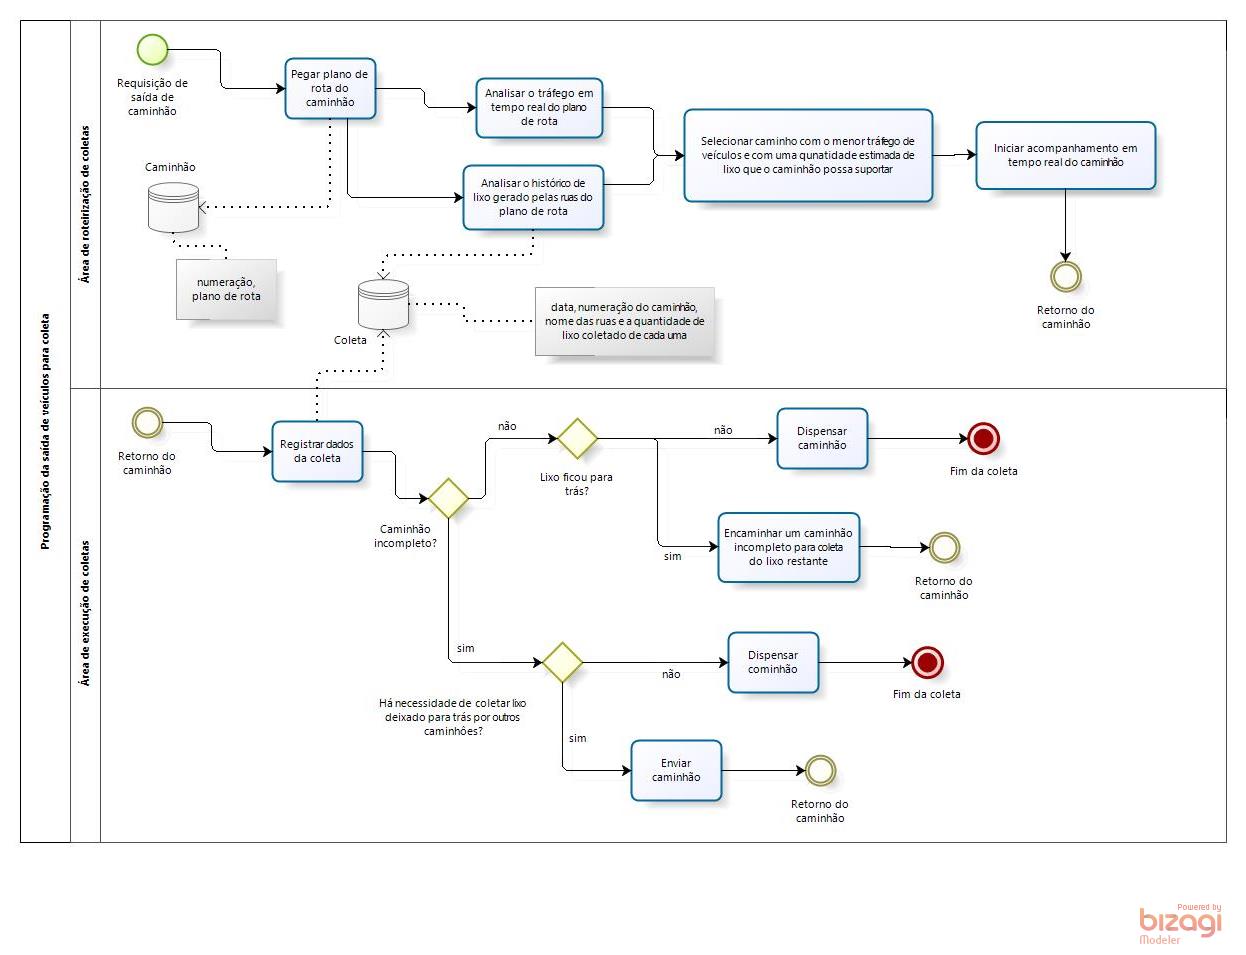 Programação da saída de veículos para coleta
Área de roteirização de coletas
Requisição de
saída de
caminhão
Pegar plano de
rota do
caminhão
Analisar o tráfego em
tempo real do plano
de rota
Analisar o histórico de
lixo gerado pelas ruas do
plano de rota
Selecionar caminho com o menor tráfego de
veículos e com uma qunatidade estimada de
lixo que o caminhão possa suportar
Iniciar acompanhamento em
tempo real do caminhão
Retorno do
caminhão
Caminhão
numeração,
plano de rota
Coleta
data, numeração do caminhão,
nome das ruas e a quantidade de
lixo coletado de cada uma
Área de execução de coletas
Retorno do
caminhão
Registrar dados
da coleta
Caminhão
incompleto?
não
Lixo ficou para
trás?
não
Dispensar
caminhão
Fim da coleta
sim
Encaminhar um caminhão
incompleto para coleta
do lixo restante
Retorno do
caminhão
sim
Há necessidade de coletar lixo
deixado para trás por outros
caminhões?
não
Dispensar
cominhão
Fim da coleta
sim
Enviar
caminhão
Retorno do
caminhão
Powered by
bizagi
Modeler